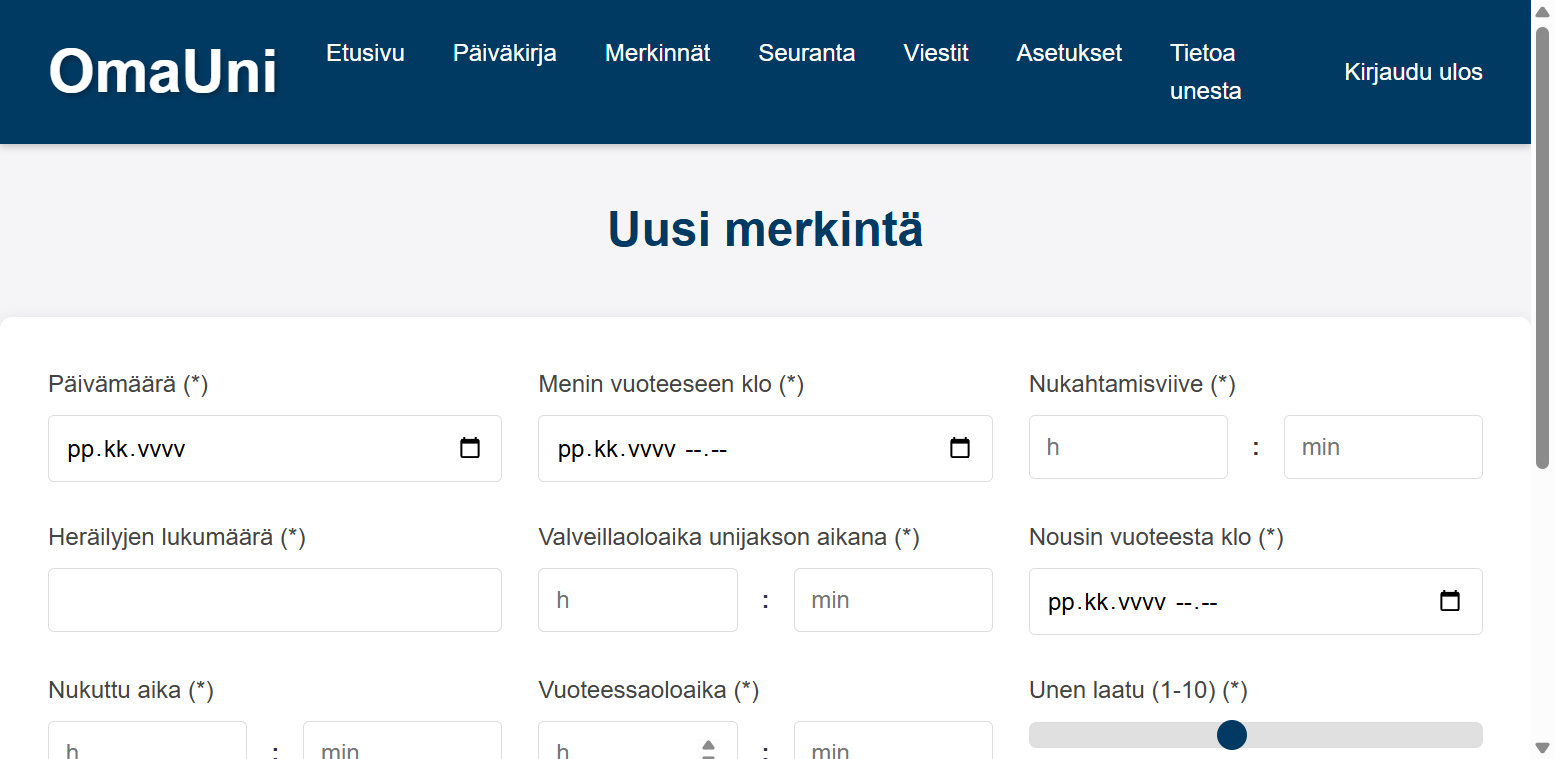 OmaUni
Etusivu
Päiväkirja
Merkinnät
Seuranta
Viestit
Asetukset
Tietoa
unesta
Kirjaudu ulos
Uusi merkintä
Päivämäärä (*)
Menin vuoteeseen klo (*)
Nukahtamisviive (*)
pp.kk.vvvv
pp.kk.vvvv --.--
h : min
Heräilyjen lukumäärä (*)
Valveillaoloaika unijakson aikana (*)
Nousin vuoteesta klo (*)
h : min
pp.kk.vvvv --.--
Nukuttu aika (*)
Vuoteessaoloaika (*)
Unen laatu (1-10) (*)
h : min
h : min